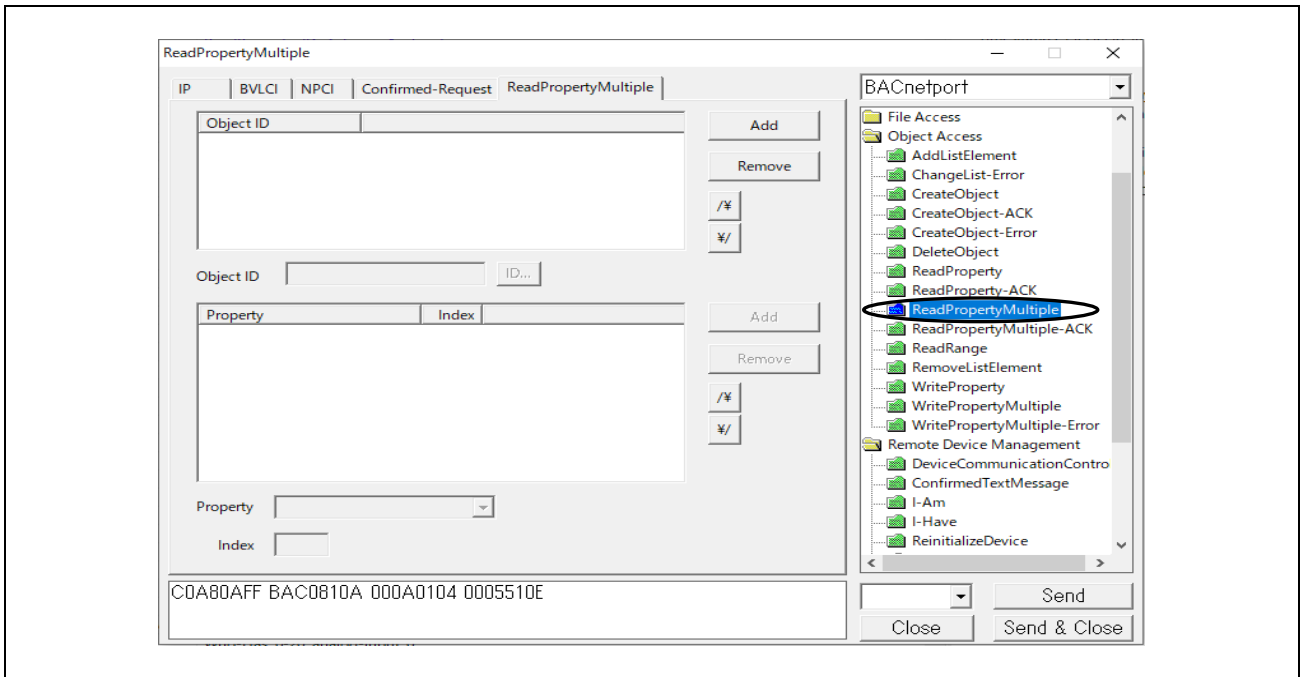 ReadPropertyMultiple
IP BVLCI NPCI Confirmed-Request ReadPropertyMultiple
Object ID
Add
Remove
/¥
¥/
Object ID ID...
Property Index
Add
Remove
/¥
¥/
Property
Index
C0A80AFF BAC0810A 000A0104 0005510E
BACnetport
File Access
Object Access
AddListElement
ChangeList-Error
CreateObject
CreateObject-ACK
CreateObject-Error
DeleteObject
ReadProperty
ReadProperty-ACK
ReadPropertyMultiple
ReadPropertyMultiple-ACK
ReadRange
RemoveListElement
WriteProperty
WritePropertyMultiple
WritePropertyMultiple-Error
Remote Device Management
DeviceCommunicationContro
ConfirmedTextMessage
I-Am
I-Have
ReinitializeDevice
Send
Close Send & Close